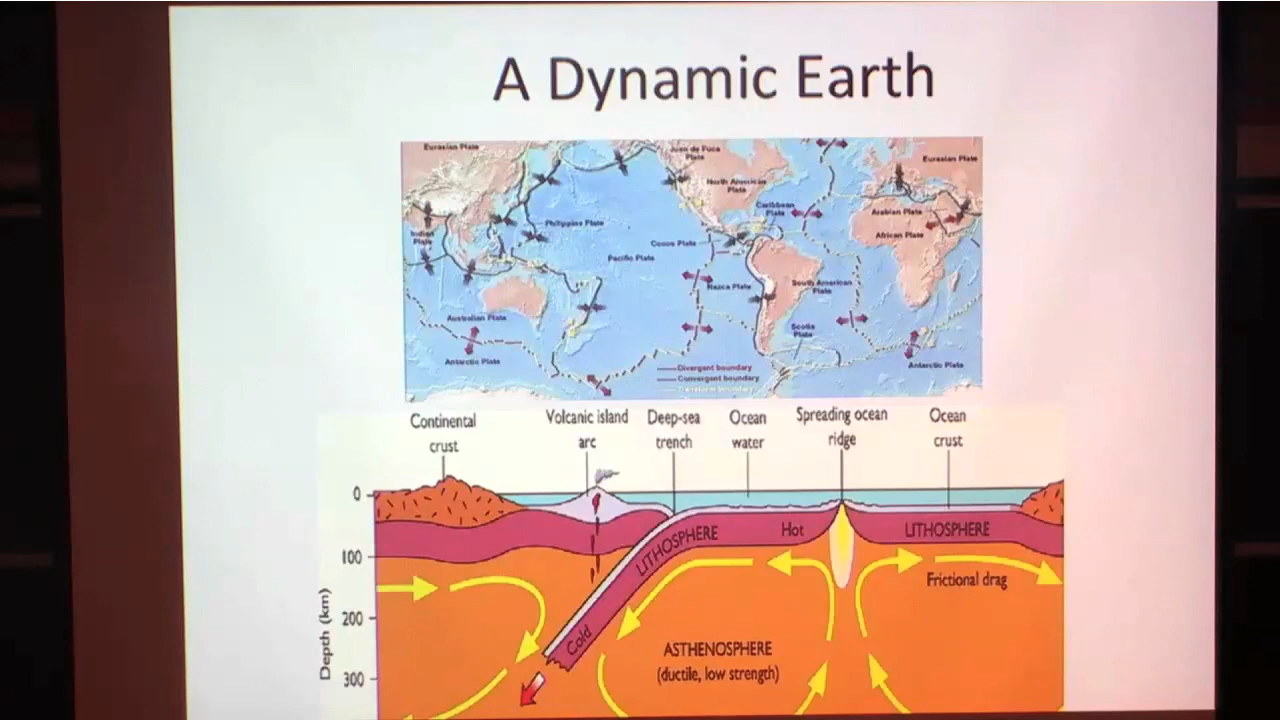 A Dynamic Earth
Eurasian Plate
Juan de Fuca
Plate
North American
Plate
Eurasian Plate
Caribbean
Plate
Arabian Plate
Philippine Plate
African Plate
Indian
Plate
Cocos Plate
Pacific Plate
Nazca Plate
South American
Plate
Australian Plate
Scotia
Plate
Antarctic Plate
Antarctic Plate
Divergent boundary
Convergent boundary
Transform boundary
Continental
crust
Volcanic island
arc
Deep-sea
trench
Ocean
water
Spreading ocean
ridge
Ocean
crust
0
100
200
300
Depth (km)
LITHOSPHERE
Hot
LITHOSPHERE
Frictional drag
Cold
ASTHENOSPHERE
(ductile, low strength)